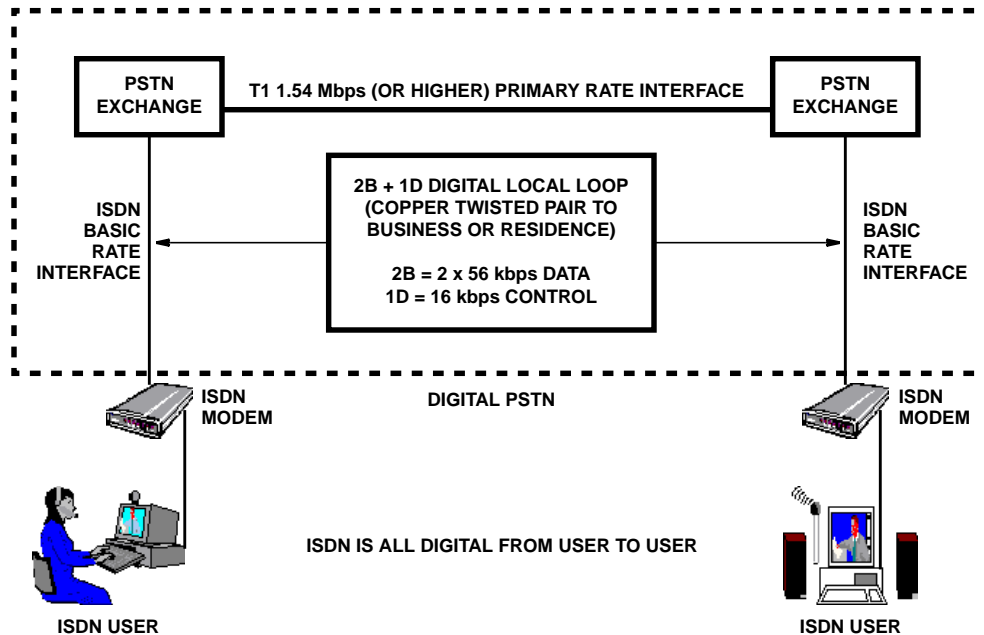 PSTN
EXCHANGE
T1 1.54 Mbps (OR HIGHER) PRIMARY RATE INTERFACE
PSTN
EXCHANGE
2B + 1D DIGITAL LOCAL LOOP
(COPPER TWISTED PAIR TO
BUSINESS OR RESIDENCE)
2B = 2 x 56 kbps DATA
1D = 16 kbps CONTROL
ISDN
BASIC
RATE
INTERFACE
ISDN
BASIC
RATE
INTERFACE
ISDN
MODEM
DIGITAL PSTN
ISDN
MODEM
ISDN IS ALL DIGITAL FROM USER TO USER
ISDN USER
ISDN USER